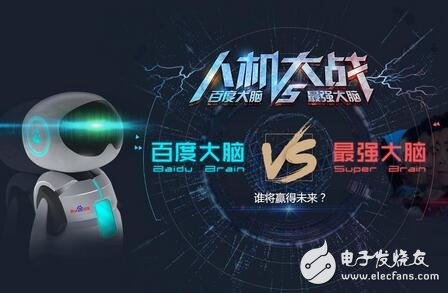 人机大战
百度大脑 VS 最强大脑
百度大脑 VS 最强大脑
Baidu Brain Super Brain
谁将赢得未来？
电子发烧友
www.elecfans.com